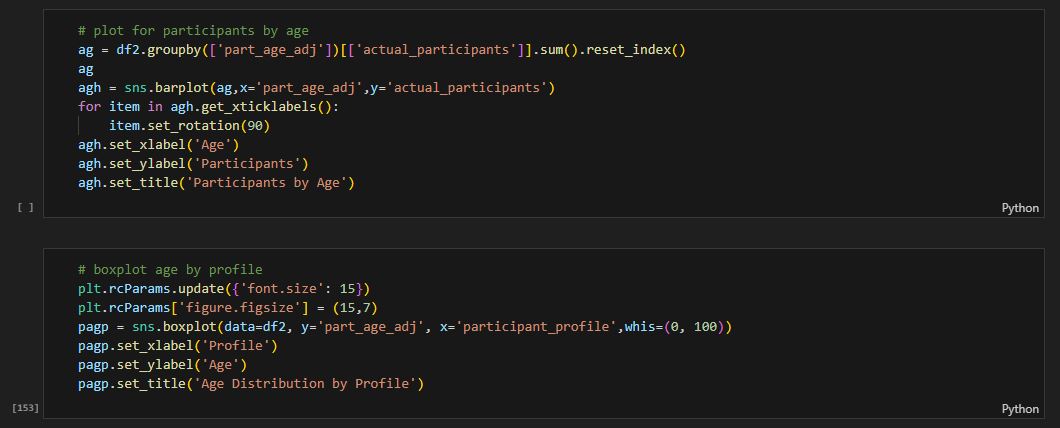 # plot for participants by age
ag = df2.groupby(['part_age_adj'])[['actual_participants']].sum().reset_index()
ag
agh = sns.barplot(ag,x='part_age_adj',y='actual_participants')
for item in agh.get_xticklabels():
    item.set_rotation(90)
agh.set_xlabel('Age')
agh.set_ylabel('Participants')
agh.set_title('Participants by Age')
[ ]
Python
# boxplot age by profile
plt.rcParams.update({'font.size': 15})
plt.rcParams['figure.figsize'] = (15,7)
pagp = sns.boxplot(data=df2, y='part_age_adj', x='participant_profile',whis=(0, 100))
pagp.set_xlabel('Profile')
pagp.set_ylabel('Age')
pagp.set_title('Age Distribution by Profile')
[153]
Python